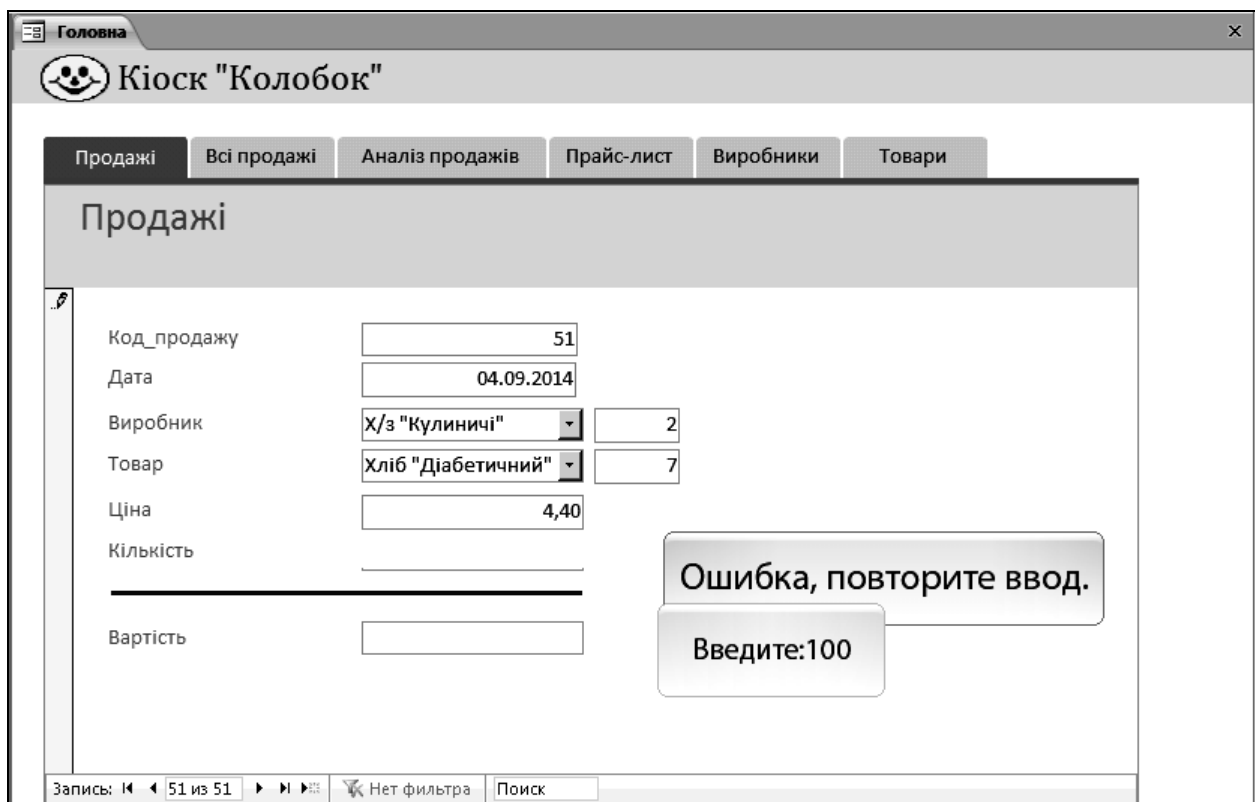 Головна
Кіоск "Колобок"
Продажі Всі продажі Аналіз продажів Прайс-лист Виробники Товари
Продажі
Код_продажу 51
Дата 04.09.2014
Виробник Х/з "Кулиничі" 2
Товар Хліб "Діабетичний" 7
Ціна 4,40
Кількість
Ошибка, повторите ввод.
Вартість
Введите:100
Запись: 51 из 51 Нет фильтра Поиск